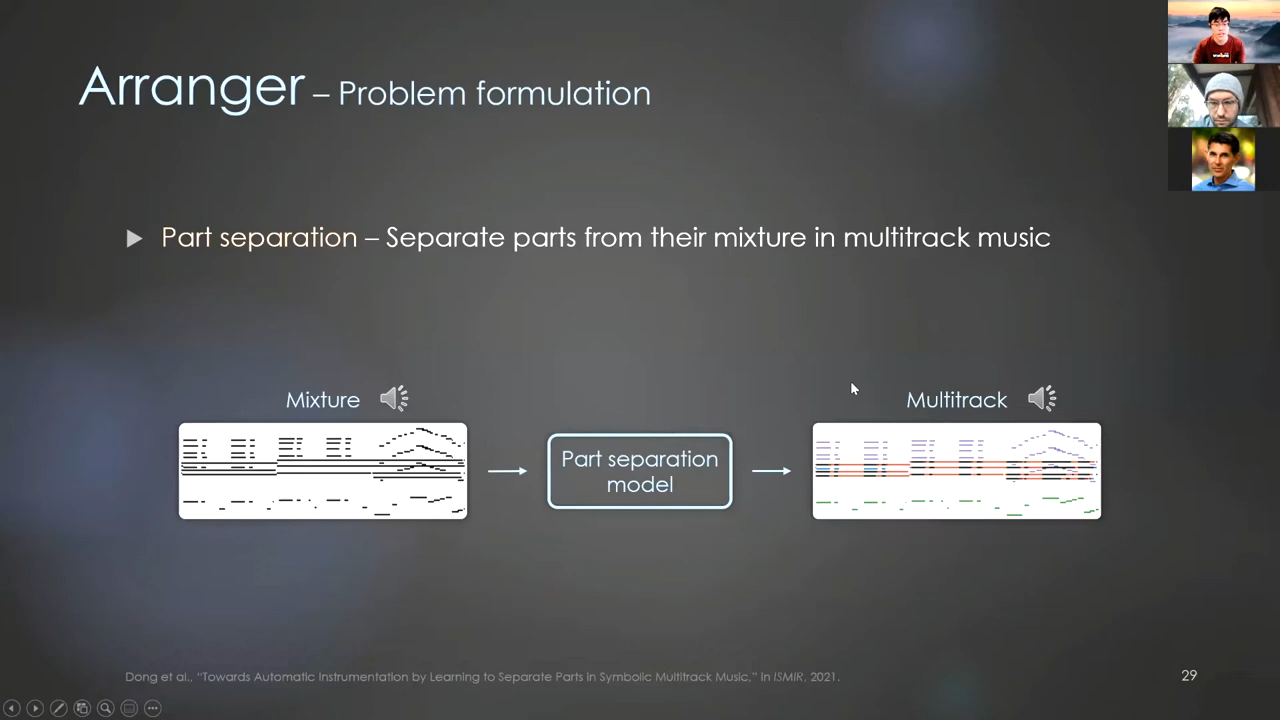 Arranger – Problem formulation
Part separation – Separate parts from their mixture in multitrack music
Mixture
Multitrack
Part separation
model
Dong et al., “Towards Automatic Instrumentation by Learning to Separate Parts in Symbolic Multitrack Music,” in ISMIR, 2021.
29